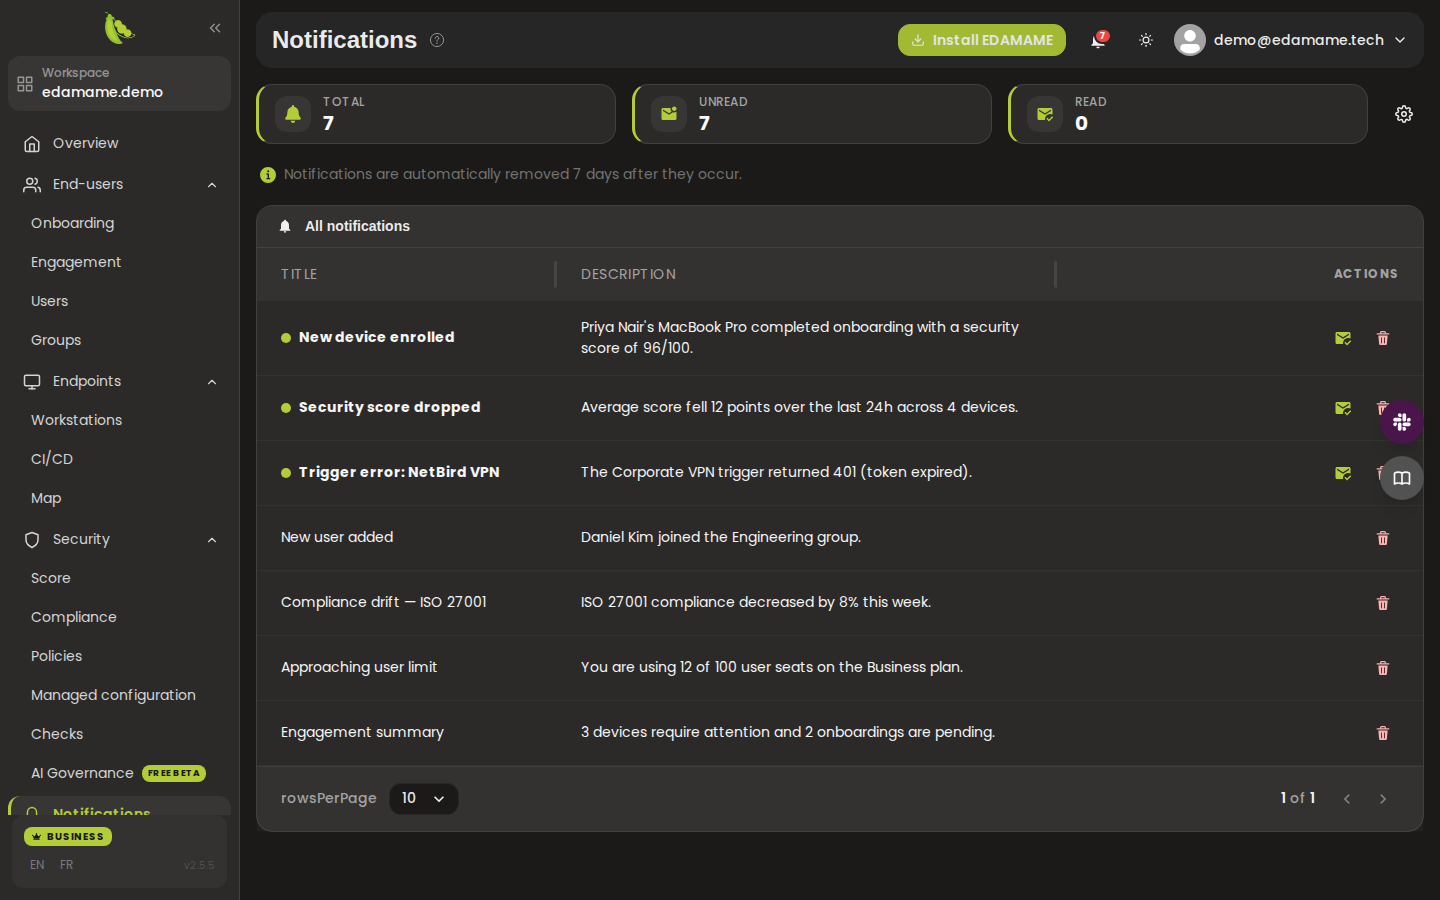 Notifications
Install EDAMAME
7
demo@edamame.tech
Workspace
edamame.demo
Overview
End-users
Onboarding
Engagement
Users
Groups
Endpoints
Workstations
CI/CD
Map
Security
Score
Compliance
Policies
Managed configuration
Checks
AI Governance
FREE BETA
Notifications
BUSINESS
EN FR v2.5.5
TOTAL
7
UNREAD
7
READ
0
Notifications are automatically removed 7 days after they occur.
All notifications
TITLE DESCRIPTION ACTIONS
New device enrolled
Priya Nair's MacBook Pro completed onboarding with a security
score of 96/100.
Security score dropped
Average score fell 12 points over the last 24h across 4 devices.
Trigger error: NetBird VPN
The Corporate VPN trigger returned 401 (token expired).
New user added
Daniel Kim joined the Engineering group.
Compliance drift — ISO 27001
ISO 27001 compliance decreased by 8% this week.
Approaching user limit
You are using 12 of 100 user seats on the Business plan.
Engagement summary
3 devices require attention and 2 onboardings are pending.
rowsPerPage 10
1 of 1